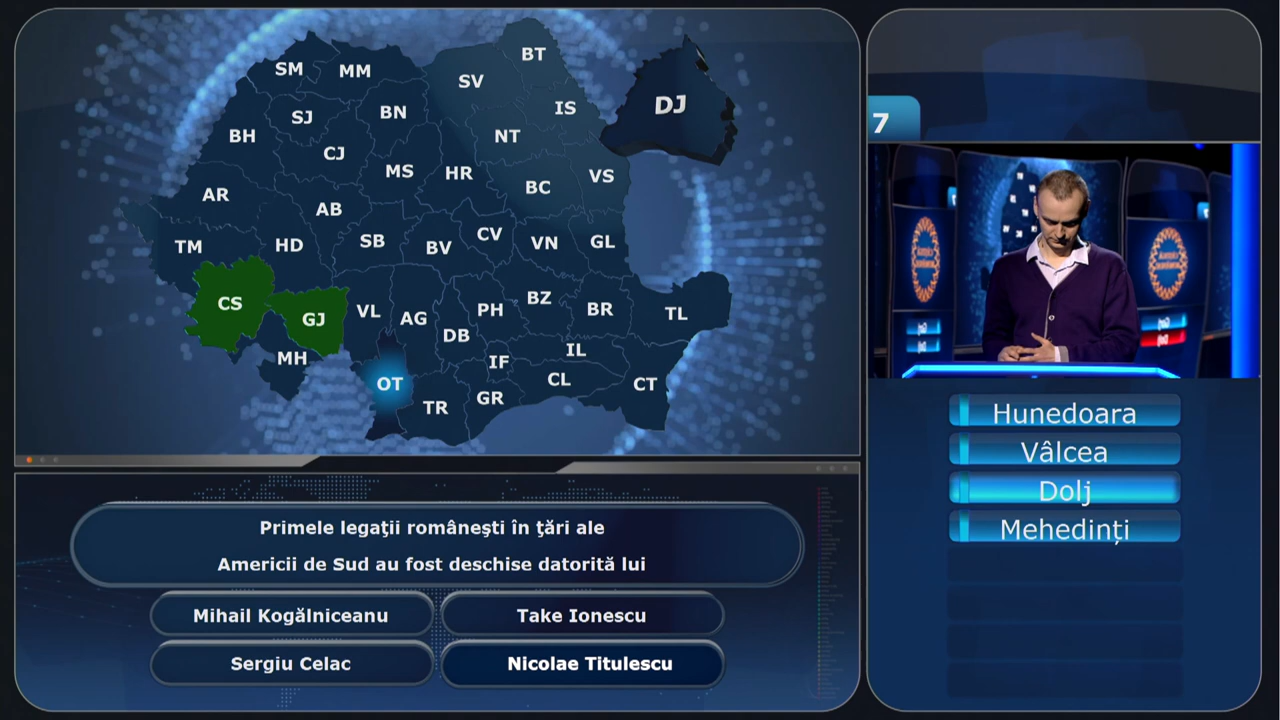 SM
MM
SV
BT
SJ
BN
IS
DJ
BH
NT
CJ
MS
HR
BC
VS
AR
AB
TM
HD
SB
BV
CV
VN
GL
CS
GJ
VL
AG
PH
BZ
BR
TL
DB
MH
IF
IL
OT
TR
GR
CL
CT
7
Hunedoara
Vâlcea
Dolj
Mehedinți
Primele legaţii româneşti în ţări ale
Americii de Sud au fost deschise datorită lui
Mihail Kogălniceanu
Take Ionescu
Sergiu Celac
Nicolae Titulescu